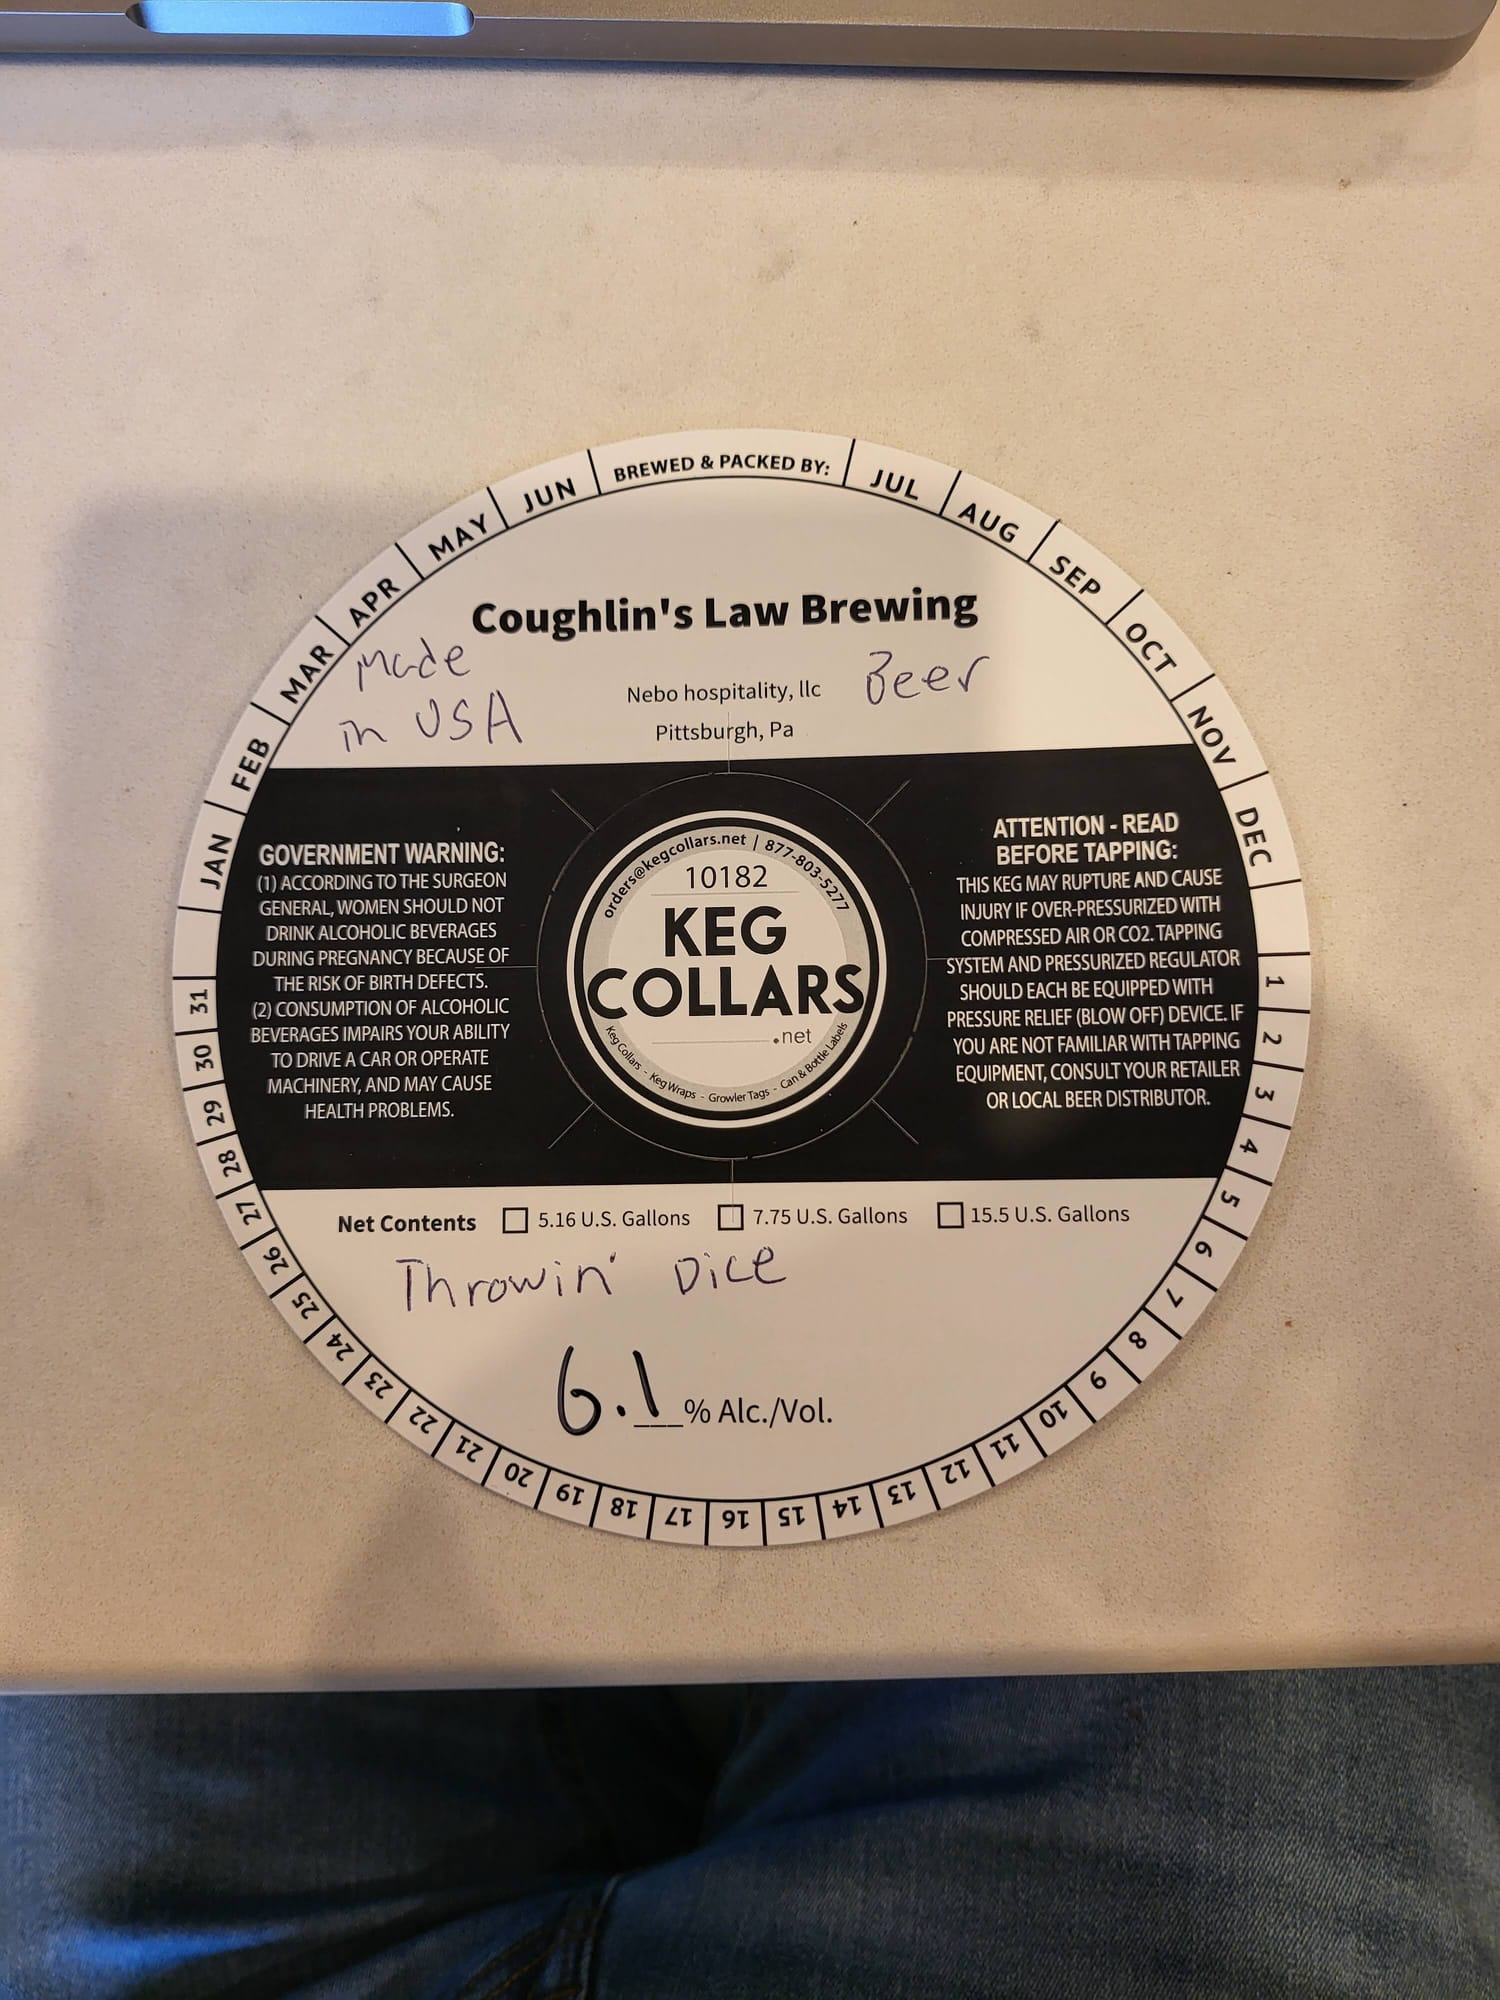 BREWED & PACKED BY:
JAN
FEB
MAR
APR
MAY
JUN
JUL
AUG
SEP
OCT
NOV
DEC
Coughlin's Law Brewing
Made
in USA
Nebo hospitality, llc
Pittsburgh, Pa
Beer
GOVERNMENT WARNING:
(1) ACCORDING TO THE SURGEON
GENERAL, WOMEN SHOULD NOT
DRINK ALCOHOLIC BEVERAGES
DURING PREGNANCY BECAUSE OF
THE RISK OF BIRTH DEFECTS.
(2) CONSUMPTION OF ALCOHOLIC
BEVERAGES IMPAIRS YOUR ABILITY
TO DRIVE A CAR OR OPERATE
MACHINERY, AND MAY CAUSE
HEALTH PROBLEMS.
orders@kegcollars.net | 877-803-5277
10182
KEG
COLLARS
.net
Keg Collars - Keg Wraps - Growler Tags - Can & Bottle Labels
ATTENTION - READ
BEFORE TAPPING:
THIS KEG MAY RUPTURE AND CAUSE
INJURY IF OVER-PRESSURIZED WITH
COMPRESSED AIR OR CO2. TAPPING
SYSTEM AND PRESSURIZED REGULATOR
SHOULD EACH BE EQUIPPED WITH
PRESSURE RELIEF (BLOW OFF) DEVICE. IF
YOU ARE NOT FAMILIAR WITH TAPPING
EQUIPMENT, CONSULT YOUR RETAILER
OR LOCAL BEER DISTRIBUTOR.
Net Contents 5.16 U.S. Gallons 7.75 U.S. Gallons 15.5 U.S. Gallons
Throwin' Dice
6.1% Alc./Vol.
1
2
3
4
5
6
7
8
9
10
11
12
13
14
15
16
17
18
19
20
21
22
23
24
25
26
27
28
29
30
31